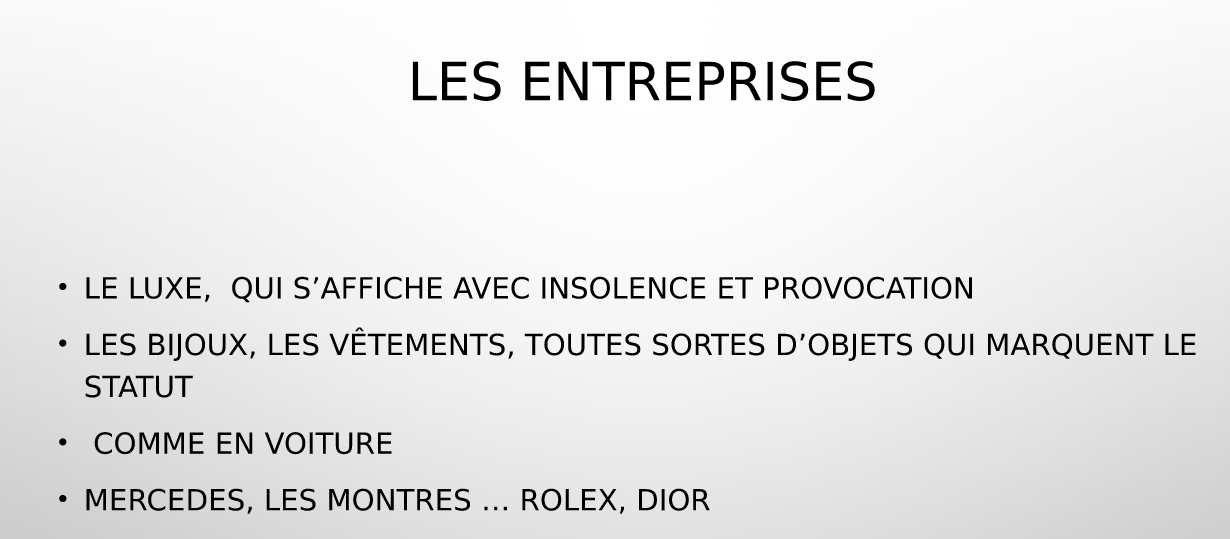 LES ENTREPRISES
• LE LUXE,  QUI S’AFFICHE AVEC INSOLENCE ET PROVOCATION
• LES BIJOUX, LES VÊTEMENTS, TOUTES SORTES D’OBJETS QUI MARQUENT LE
STATUT
•  COMME EN VOITURE
• MERCEDES, LES MONTRES … ROLEX, DIOR